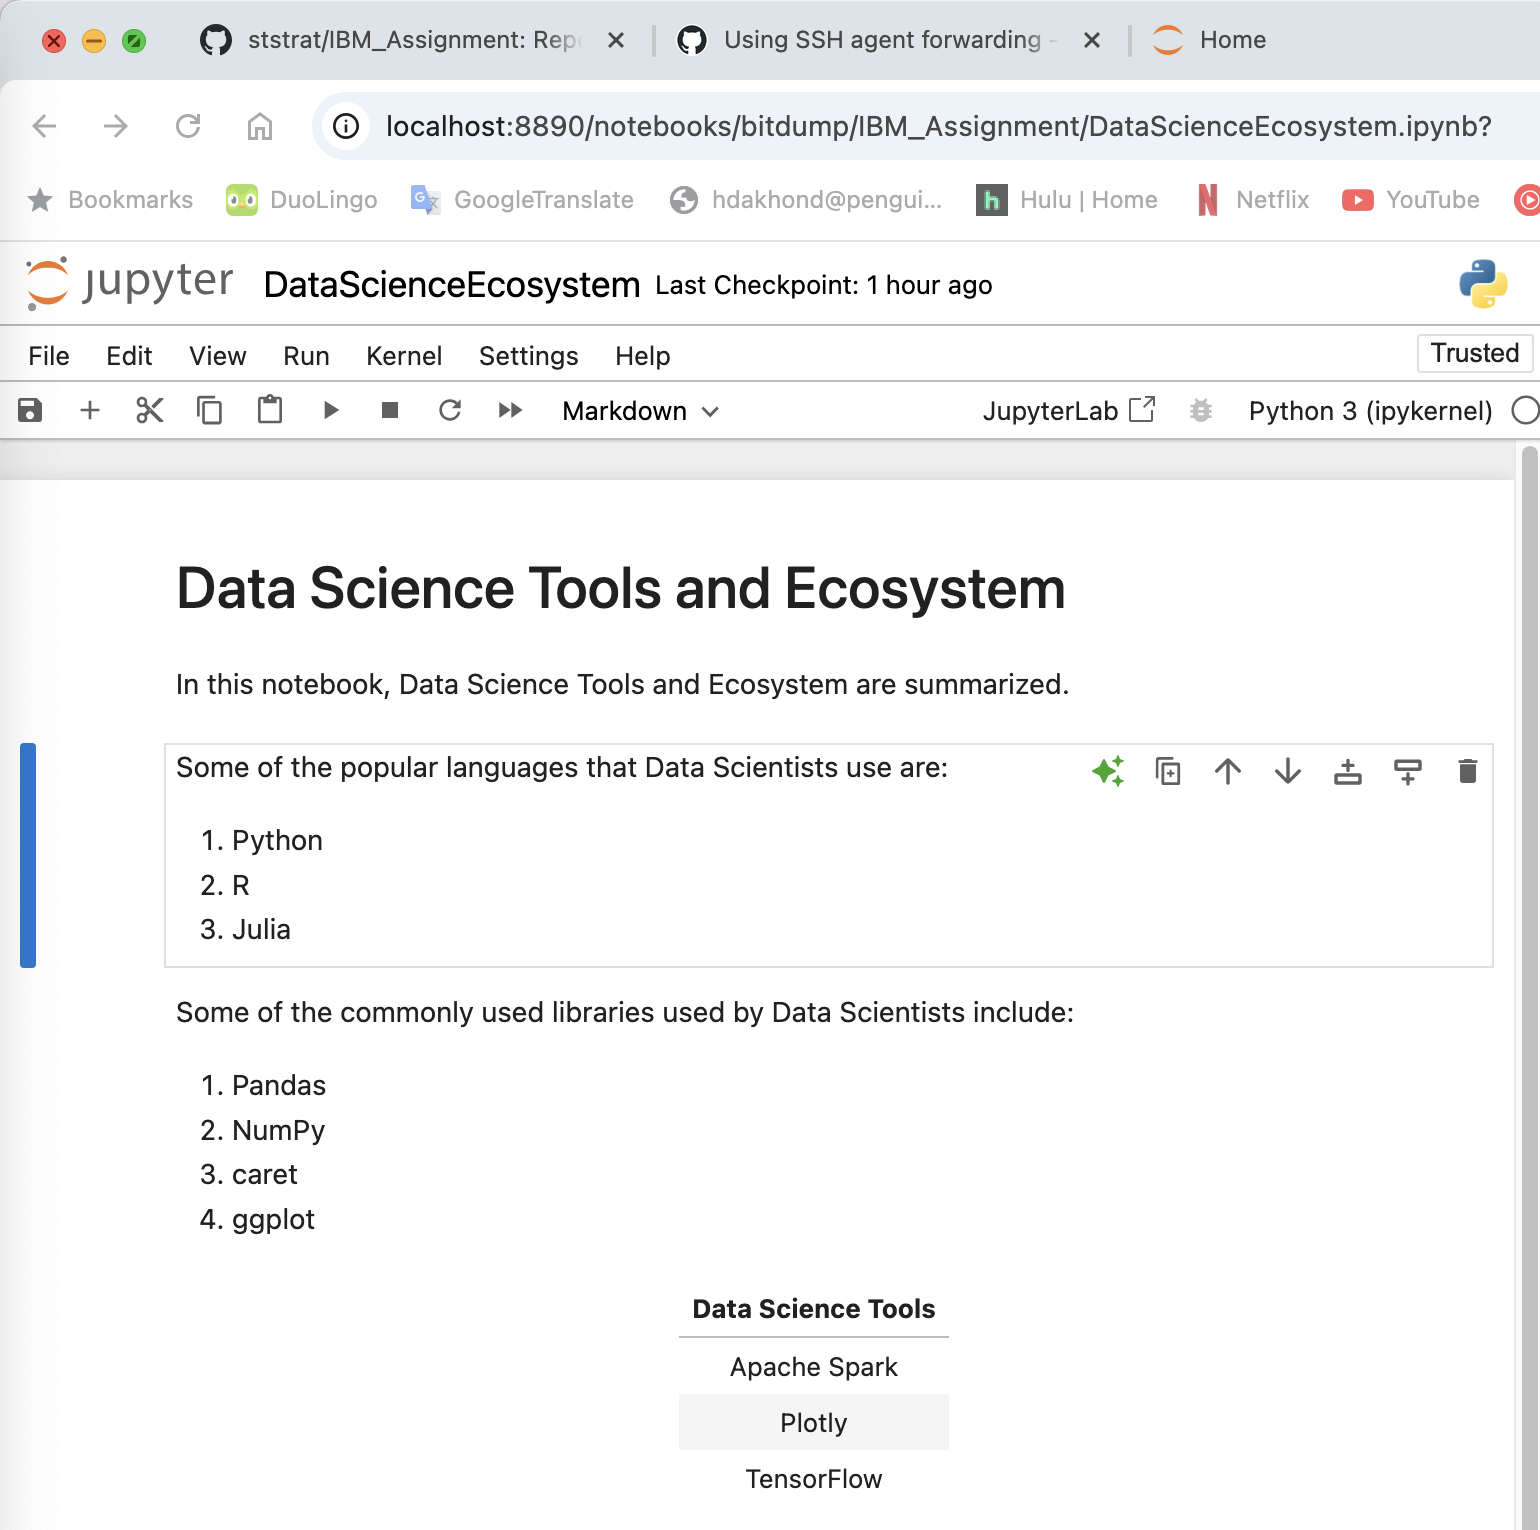 ststrat/IBM_Assignment: Rep
Using SSH agent forwarding -
Home
localhost:8890/notebooks/bitdump/IBM_Assignment/DataScienceEcosystem.ipynb?
Bookmarks
DuoLingo
GoogleTranslate
hdakhond@pengui...
Hulu | Home
Netflix
YouTube
jupyter DataScienceEcosystem Last Checkpoint: 1 hour ago
File Edit View Run Kernel Settings Help Trusted
Markdown JupyterLab Python 3 (ipykernel)
Data Science Tools and Ecosystem
In this notebook, Data Science Tools and Ecosystem are summarized.
Some of the popular languages that Data Scientists use are:
1. Python
2. R
3. Julia
Some of the commonly used libraries used by Data Scientists include:
1. Pandas
2. NumPy
3. caret
4. ggplot
Data Science Tools
Apache Spark
Plotly
TensorFlow